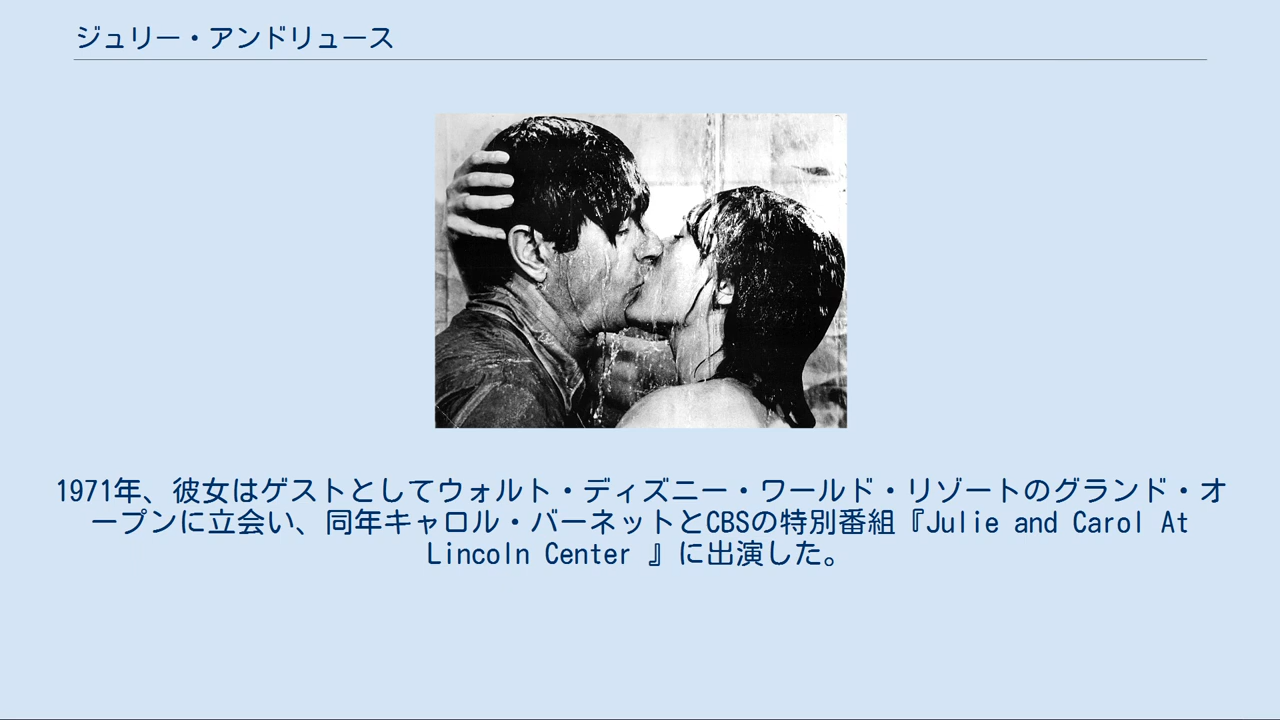 ジュリー・アンドリュース
1971年、彼女はゲストとしてウォルト・ディズニー・ワールド・リゾートのグランド・オ
ープンに立会い、同年キャロル・バーネットとCBSの特別番組『Julie and Carol At
Lincoln Center 』に出演した。